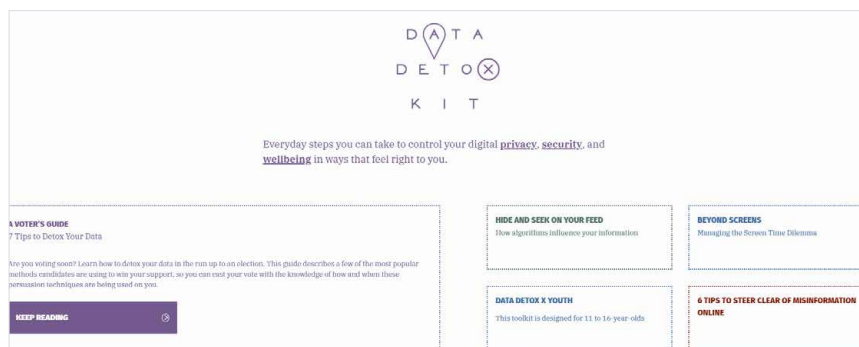 DATA
DETOX
KIT
Everyday steps you can take to control your digital privacy, security, and
wellbeing in ways that feel right to you.
A VOTER'S GUIDE
7 Tips to Detox Your Data
Are you voting soon? Learn how to detox your data in the run up to an election. This guide describes a few of the most popular
methods candidates are using to win your support, so you can cast your vote with the knowledge of how and when these
persuasion techniques are being used on you.
KEEP READING
HIDE AND SEEK ON YOUR FEED
How algorithms influence your information
BEYOND SCREENS
Managing the Screen Time Dilemma
DATA DETOX X YOUTH
This toolkit is designed for 11 to 16-year-olds
6 TIPS TO STEER CLEAR OF MISINFORMATION
ONLINE